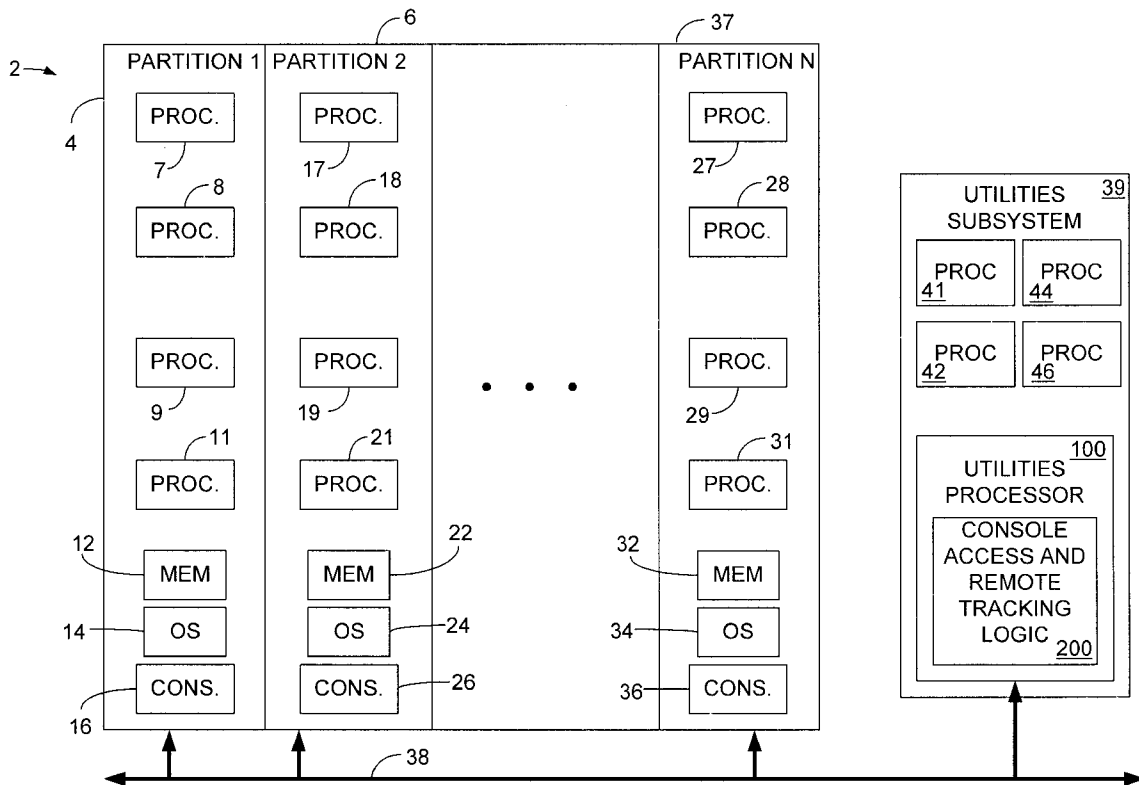 6
37
2
PARTITION 1
PARTITION 2
PARTITION N
4
PROC.
PROC.
PROC.
7
17
27
8
18
28
PROC.
PROC.
PROC.
PROC.
PROC.
PROC.
9
19
29
11
21
31
PROC.
PROC.
PROC.
12
MEM
22
MEM
32
MEM
14
OS
24
OS
34
OS
16
CONS.
26
CONS.
36
CONS.
38
39
UTILITIES
SUBSYSTEM
PROC
41
PROC
44
PROC
42
PROC
46
100
UTILITIES
PROCESSOR
CONSOLE
ACCESS AND
REMOTE
TRACKING
LOGIC
200